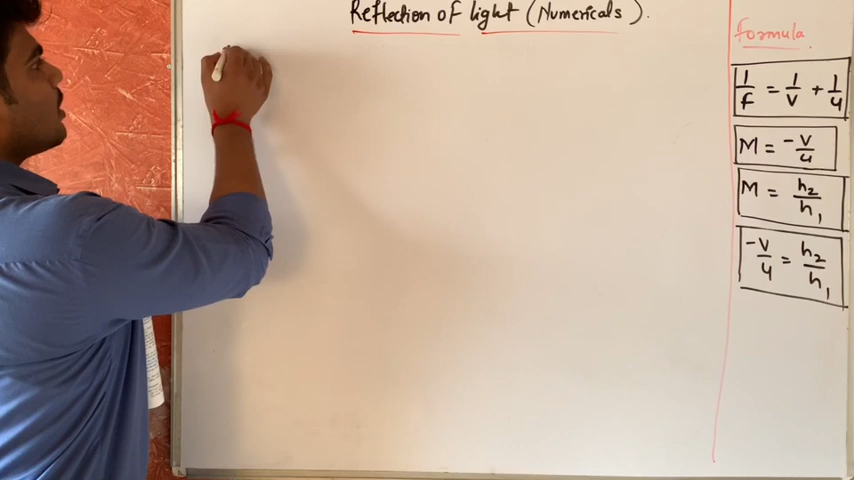 Reflection of light (Numericals).
Formula
1/f = 1/v + 1/u
M = -v/u
M = h₂/h₁
-v/u = h₂/h₁